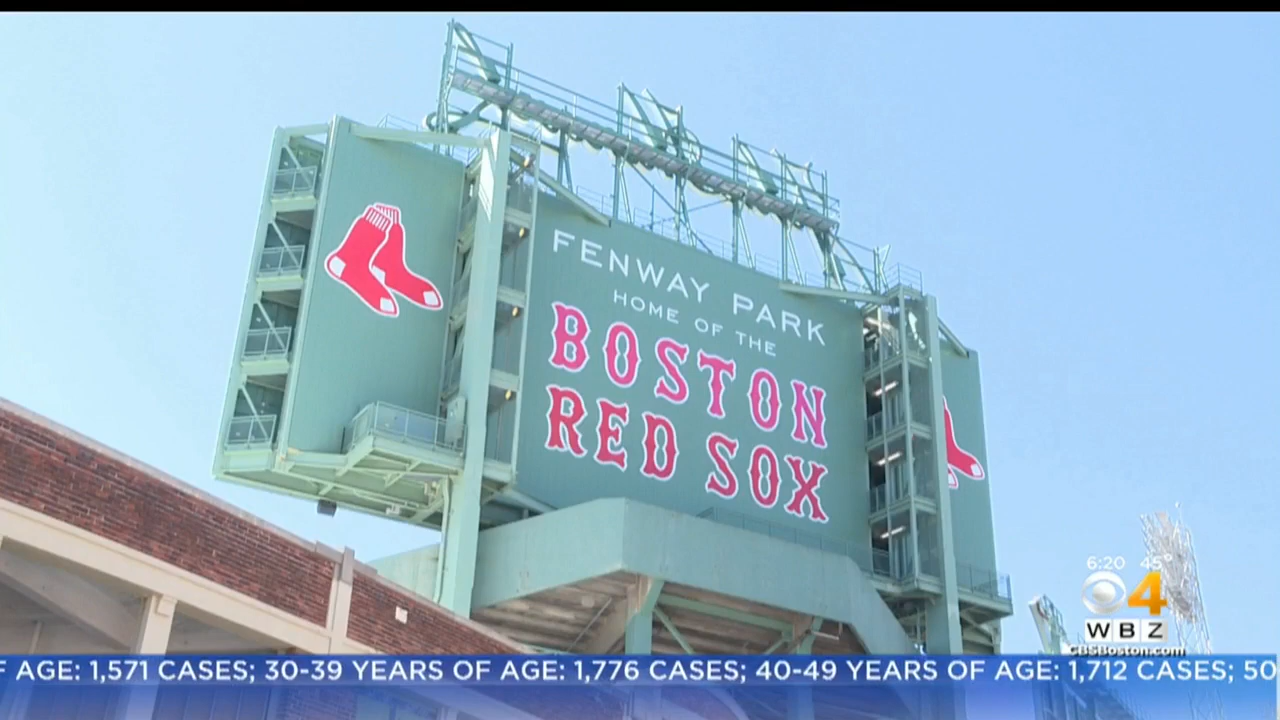 FENWAY PARK
HOME OF THE
BOSTON
RED SOX
6:20 45°
4
WBZ
CBSBoston.com
F AGE: 1,571 CASES; 30-39 YEARS OF AGE: 1,776 CASES; 40-49 YEARS OF AGE: 1,712 CASES; 50